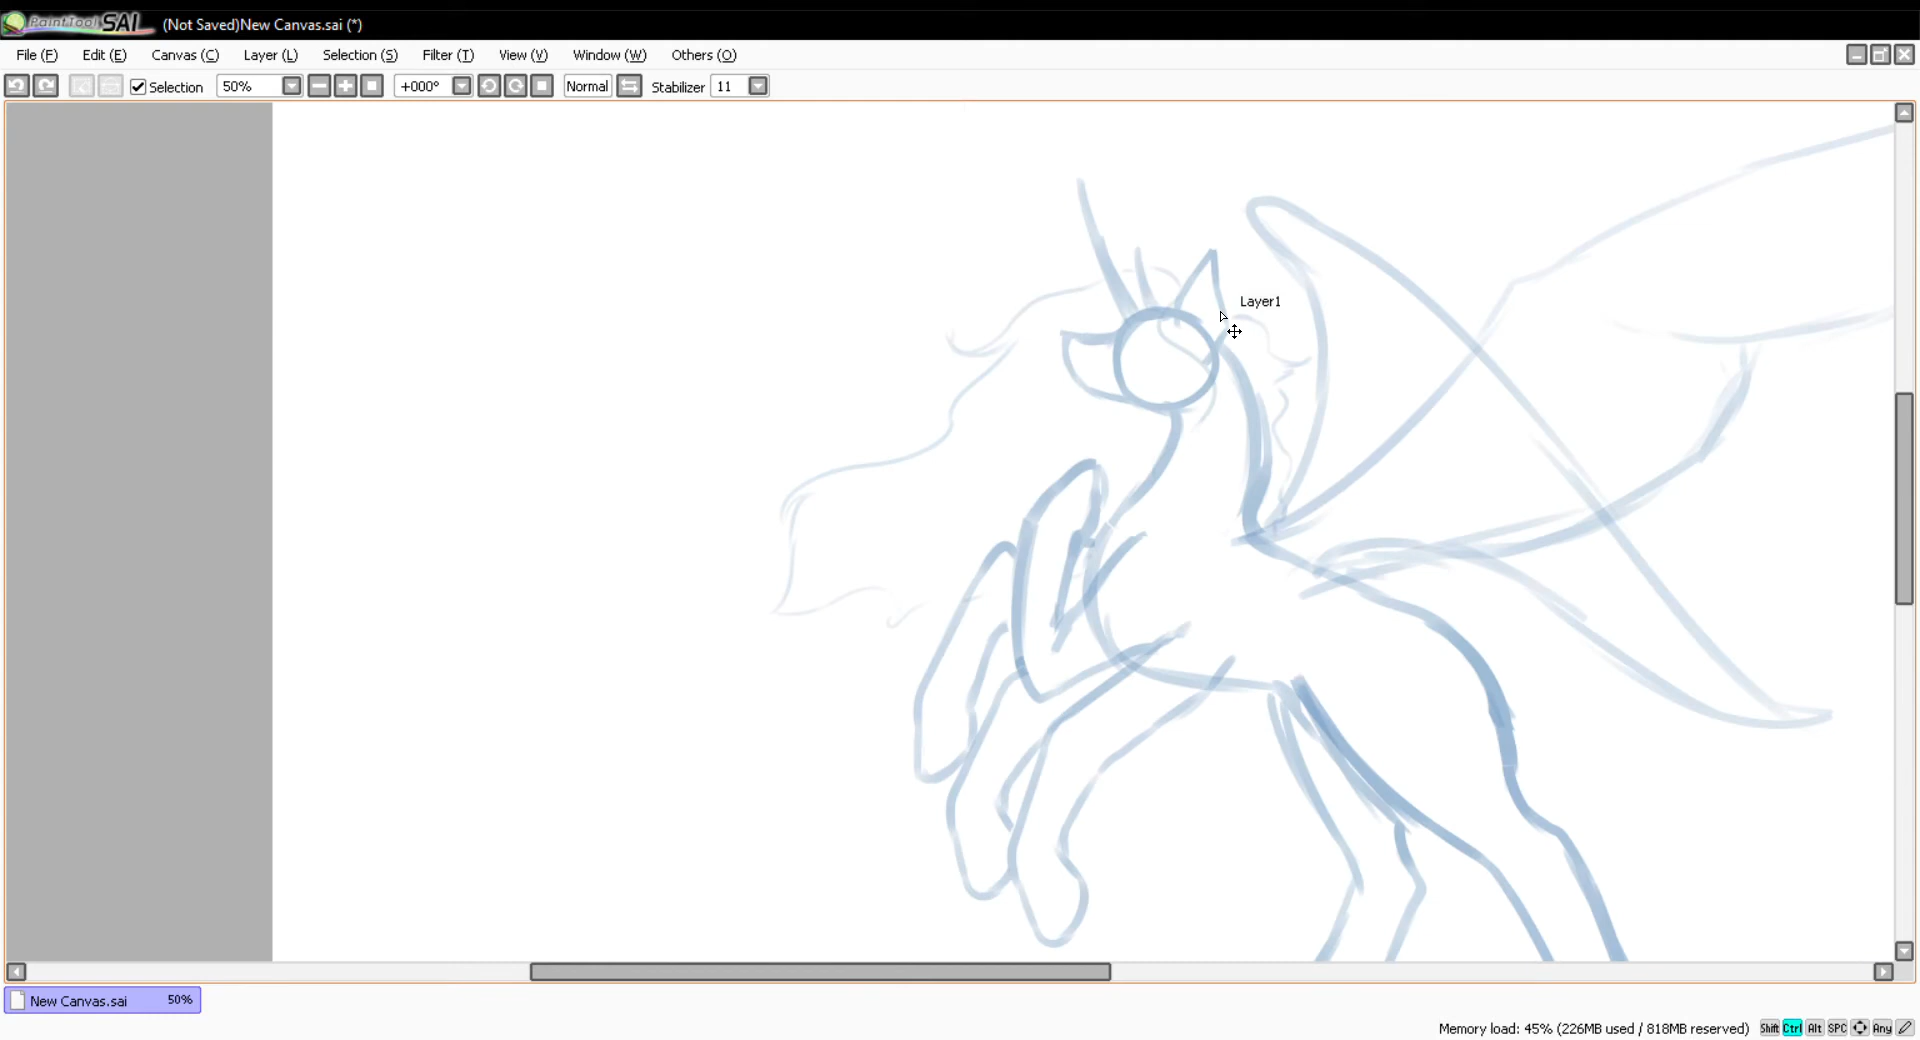 PaintTool SAI (Not Saved)New Canvas.sai (*)
File (F) Edit (E) Canvas (C) Layer (L) Selection (S) Filter (T) View (V) Window (W) Others (O)
Selection 50% +000° Normal Stabilizer 11
Layer1
New Canvas.sai 50%
Memory load: 45% (226MB used / 818MB reserved) Shift Ctrl Alt SPC Any